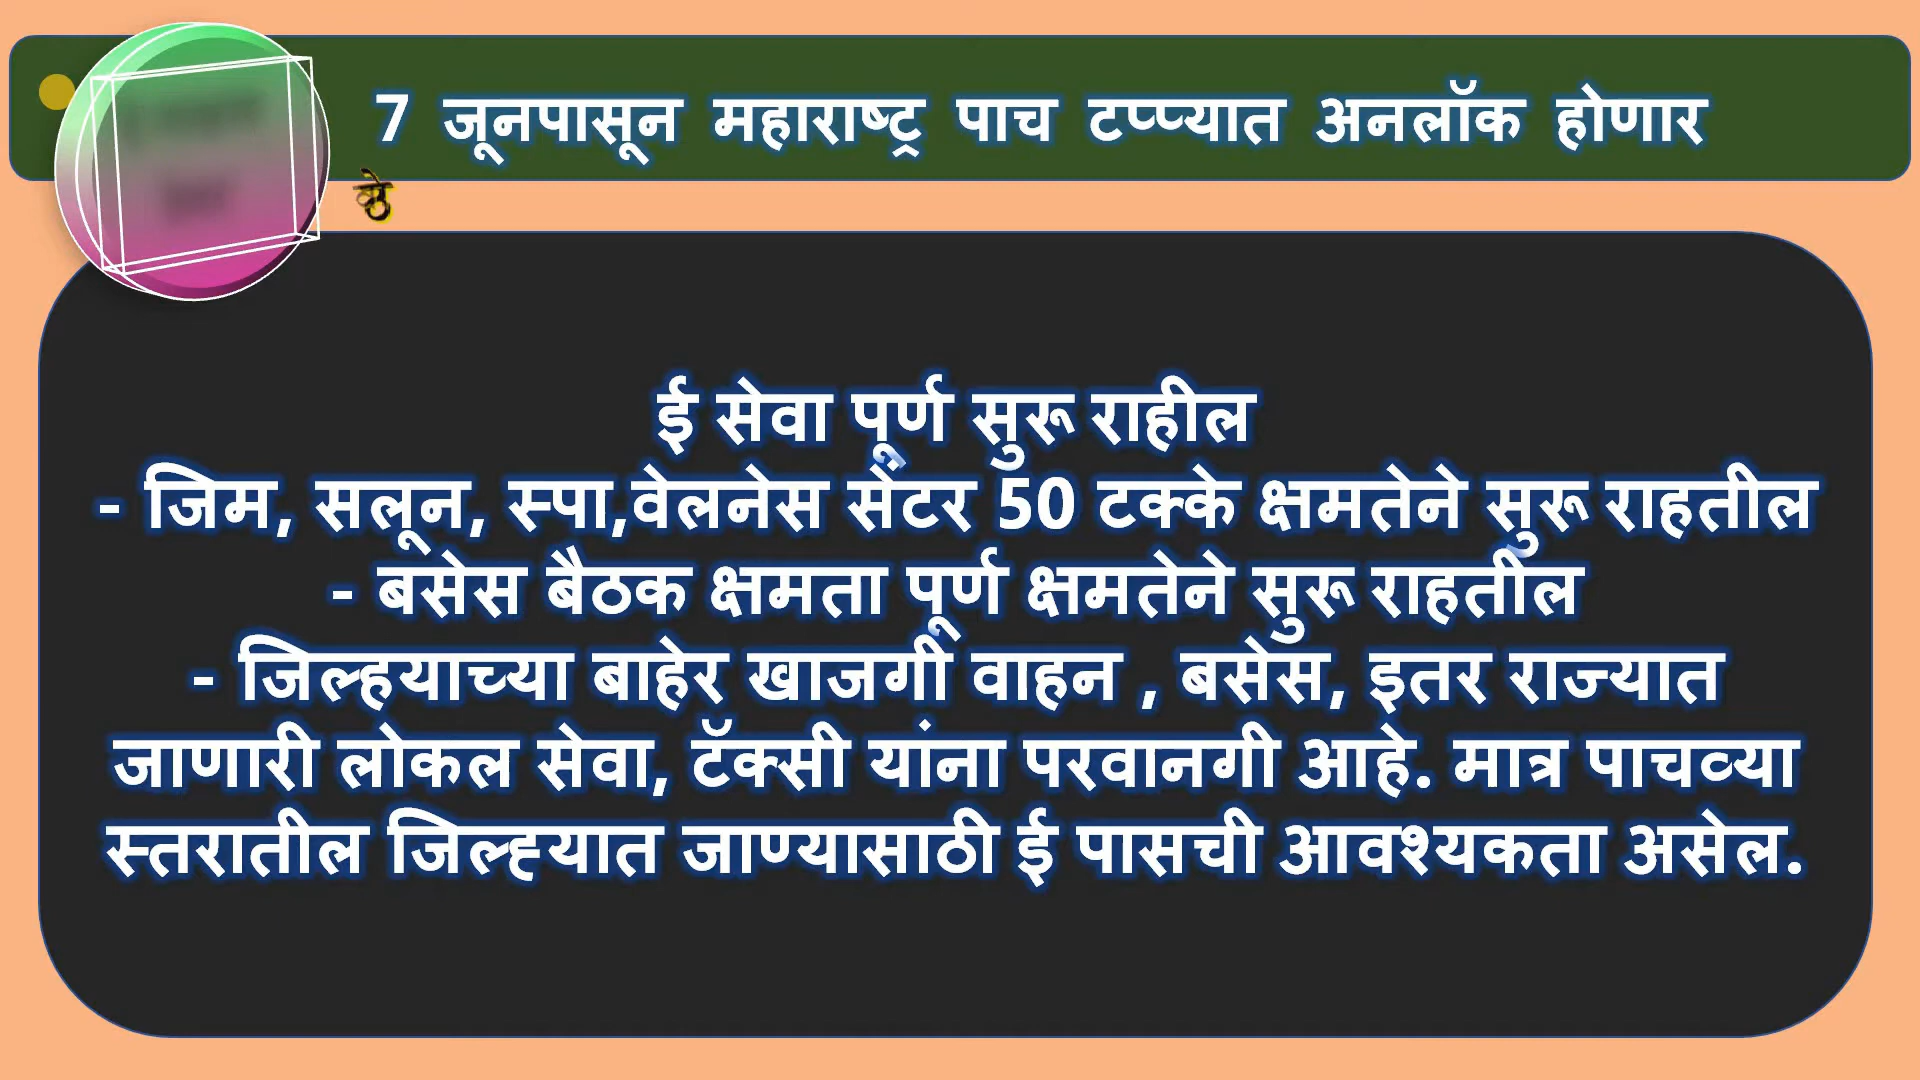 7 जूनपासून महाराष्ट्र पाच टप्प्यात अनलॉक होणार
ई सेवा पूर्ण सुरू राहील
- जिम, सलून, स्पा,वेलनेस सेंटर 50 टक्के क्षमतेने सुरू राहतील
- बसेस बैठक क्षमता पूर्ण क्षमतेने सुरू राहतील
- जिल्हयाच्या बाहेर खाजगी वाहन , बसेस, इतर राज्यात
जाणारी लोकल सेवा, टॅक्सी यांना परवानगी आहे. मात्र पाचव्या
स्तरातील जिल्ह्यात जाण्यासाठी ई पासची आवश्यकता असेल.